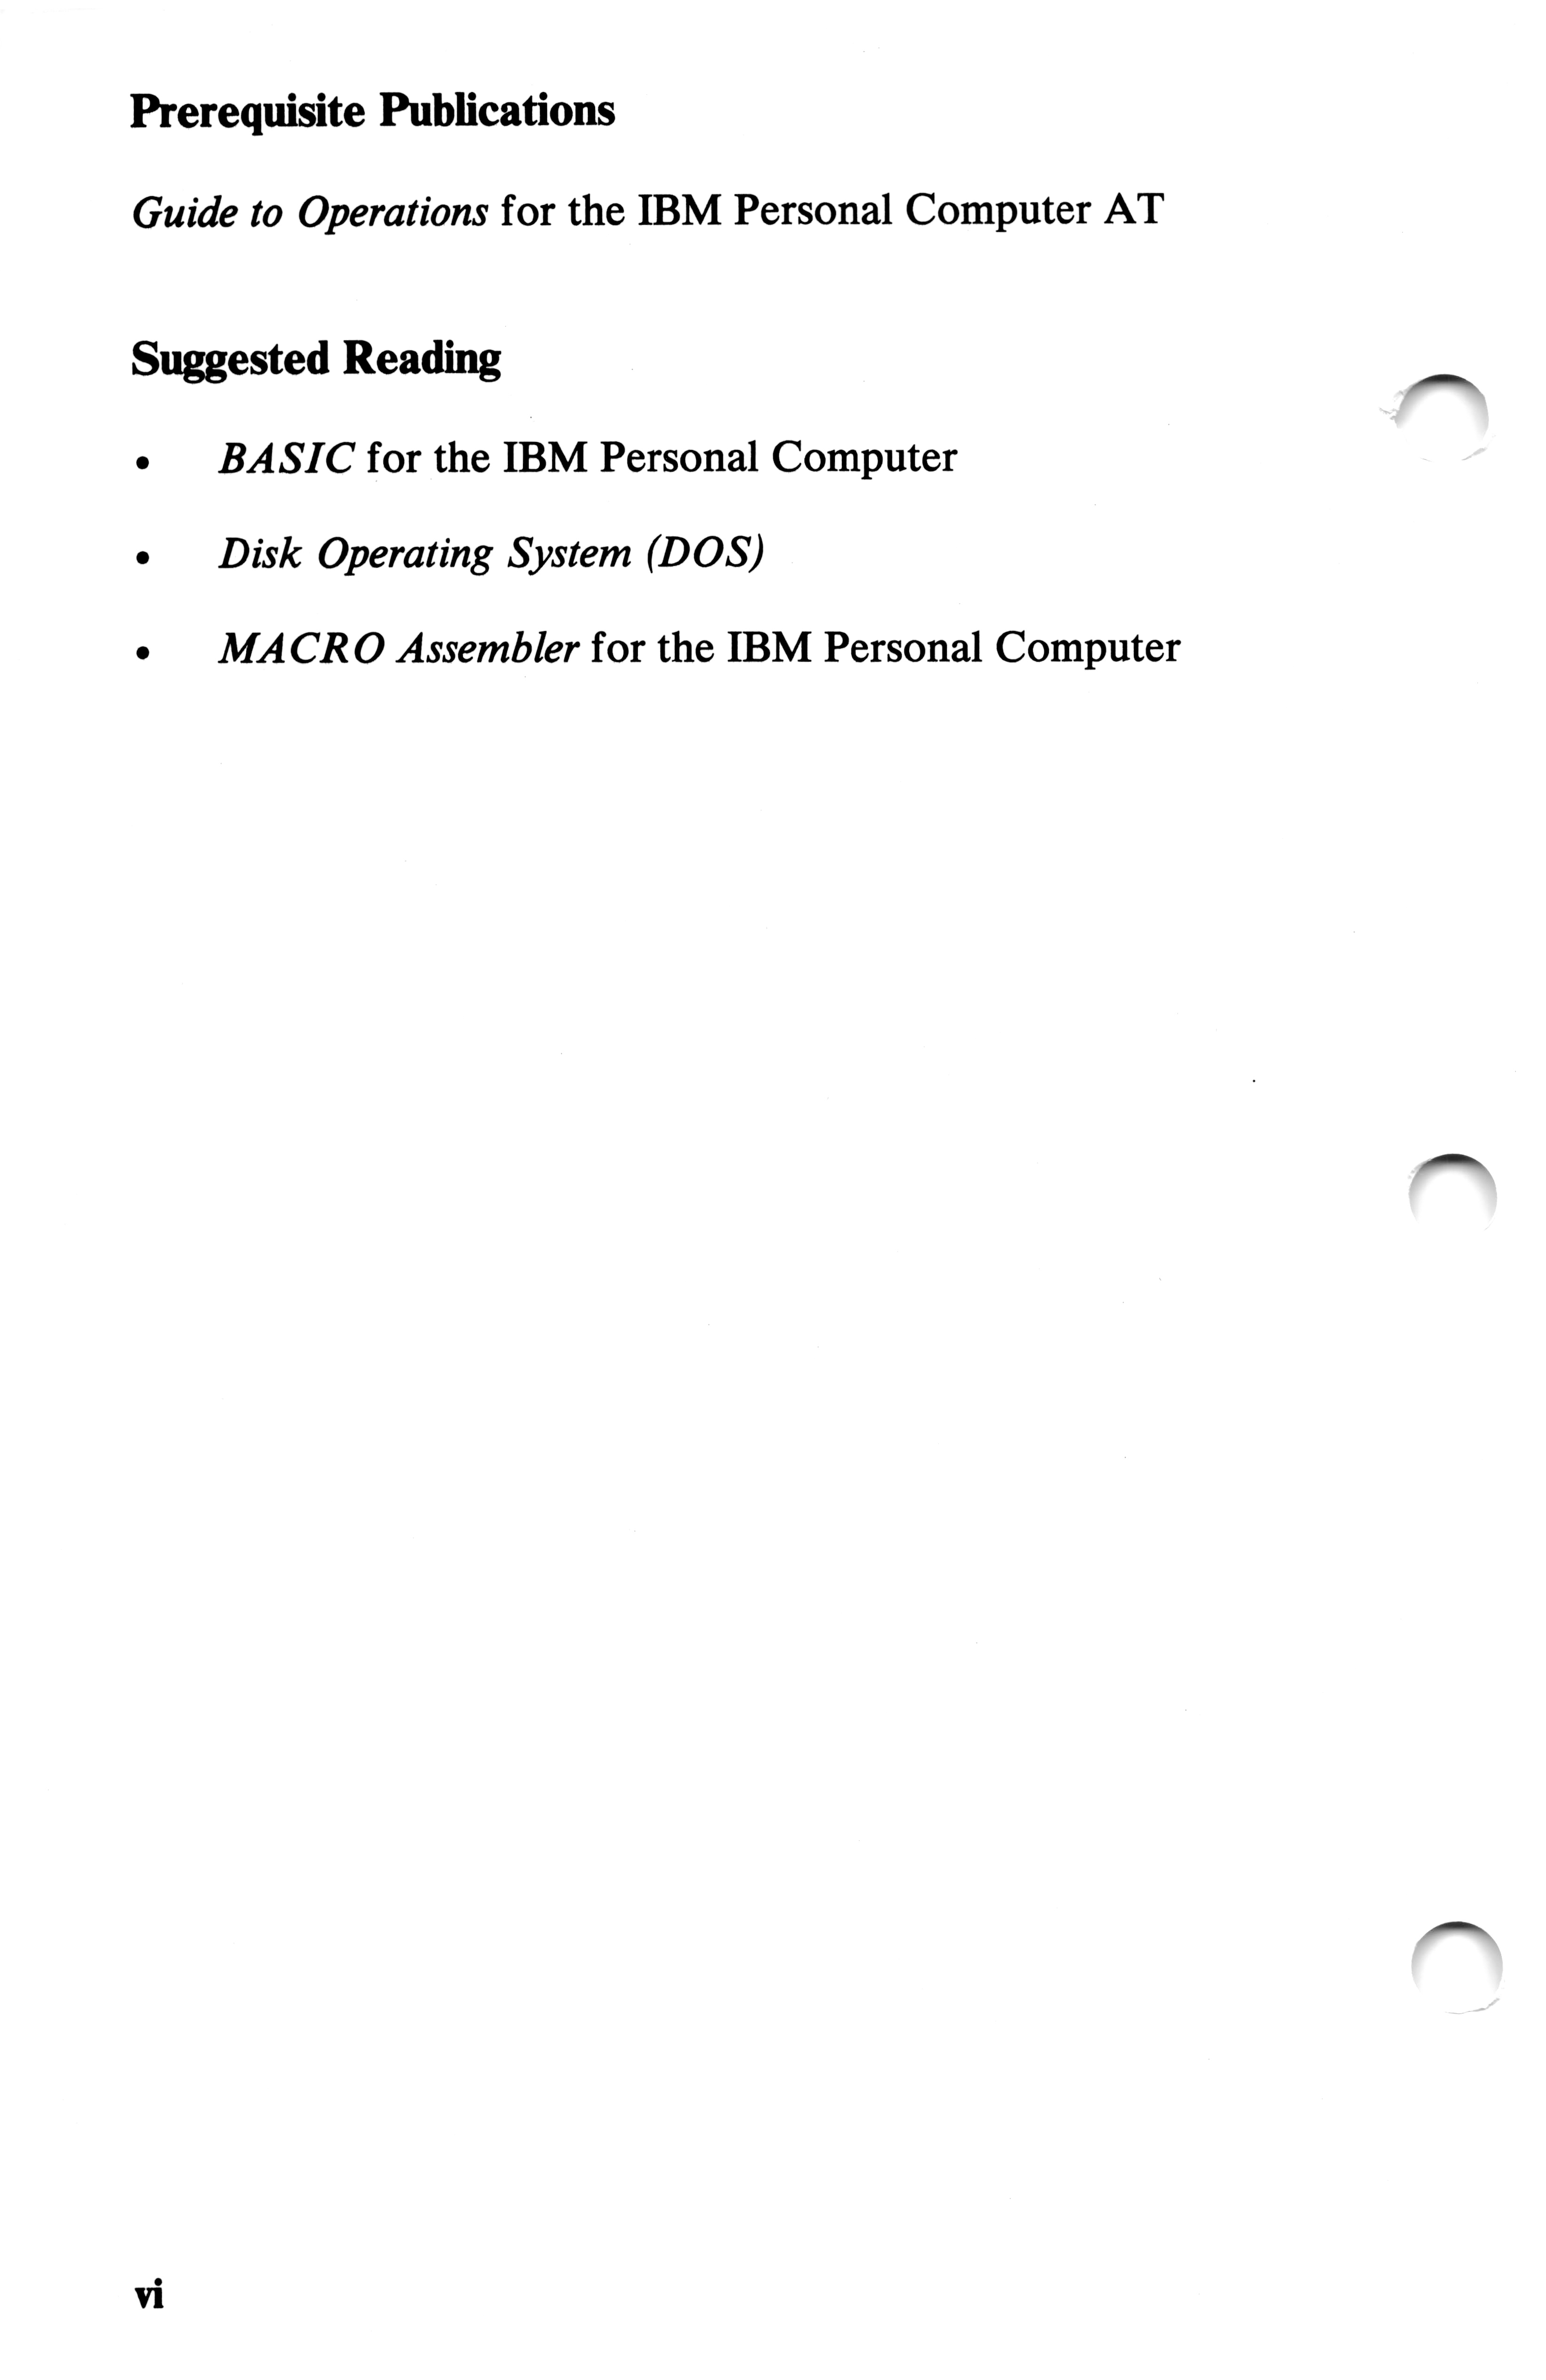 Prerequisite Publications
Guide to Operations for the IBM Personal Computer AT
Suggested Reading
• BASIC for the IBM Personal Computer
• Disk Operating System (DOS)
• MACRO Assembler for the IBM Personal Computer
vi